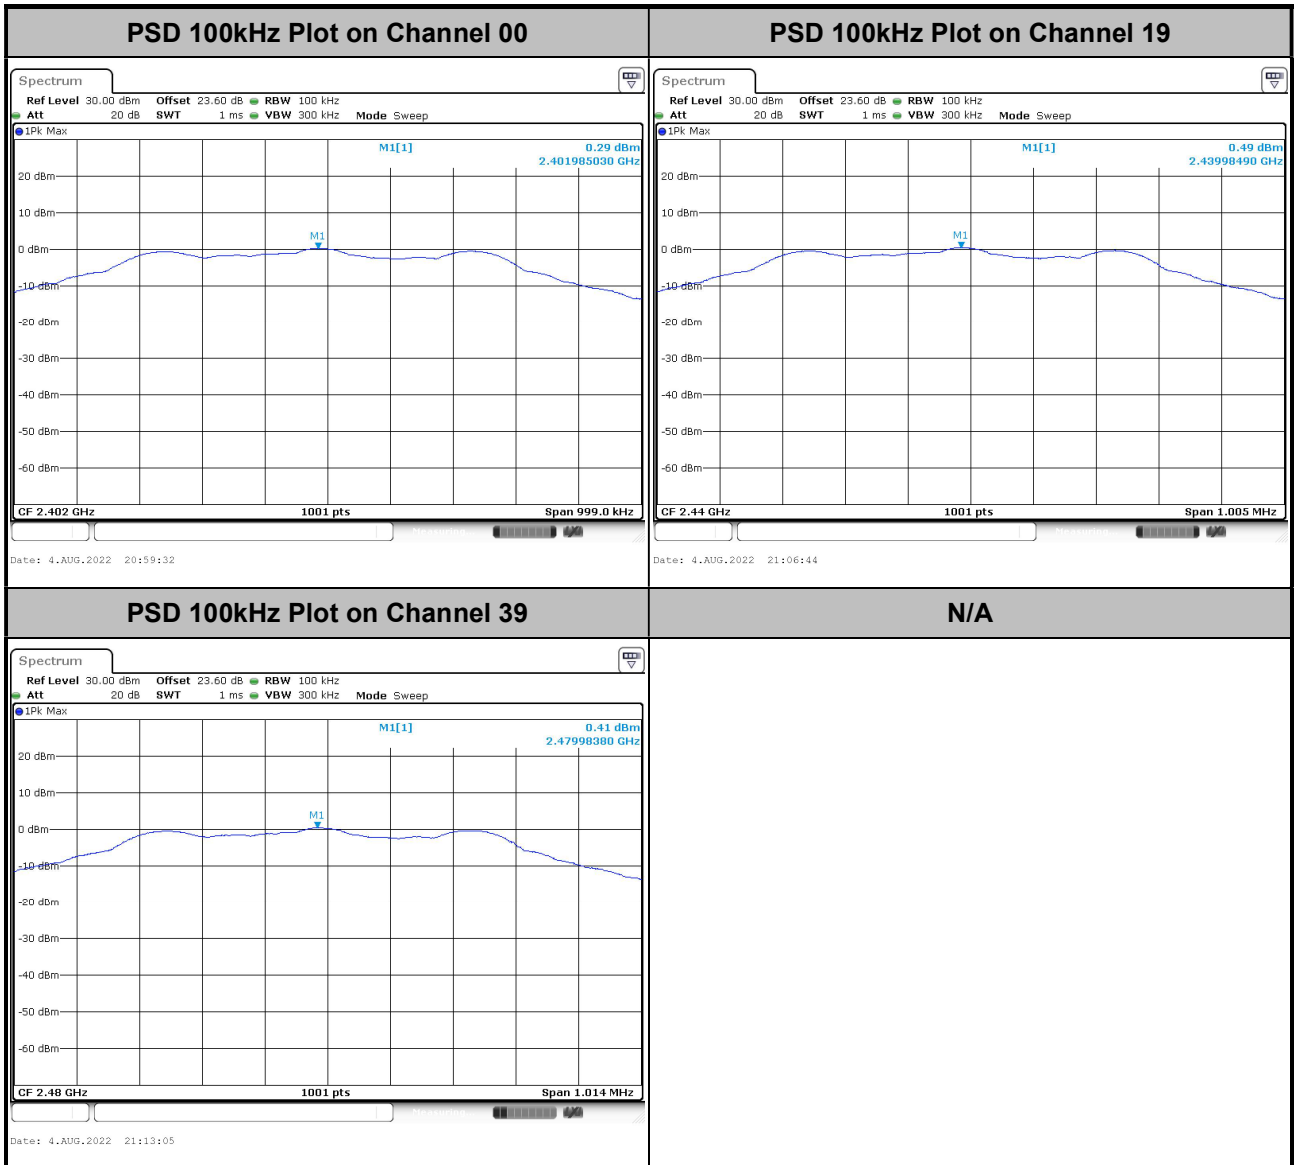 PSD 100kHz Plot on Channel 00
PSD 100kHz Plot on Channel 19
Spectrum
Ref Level 30.00 dBm Offset 23.60 dB RBW 100 kHz
Att 20 dB SWT 1 ms VBW 300 kHz Mode Sweep
1Pk Max
M1[1] 0.29 dBm
2.401985030 GHz
20 dBm
10 dBm
M1
0 dBm
-10 dBm
-20 dBm
-30 dBm
-40 dBm
-50 dBm
-60 dBm
CF 2.402 GHz 1001 pts Span 999.0 kHz
Measuring
Date: 4.AUG.2022 20:59:32
Spectrum
Ref Level 30.00 dBm Offset 23.60 dB RBW 100 kHz
Att 20 dB SWT 1 ms VBW 300 kHz Mode Sweep
1Pk Max
M1[1] 0.49 dBm
2.43998490 GHz
20 dBm
10 dBm
M1
0 dBm
-10 dBm
-20 dBm
-30 dBm
-40 dBm
-50 dBm
-60 dBm
CF 2.44 GHz 1001 pts Span 1.005 MHz
Measuring
Date: 4.AUG.2022 21:06:44
PSD 100kHz Plot on Channel 39
N/A
Spectrum
Ref Level 30.00 dBm Offset 23.60 dB RBW 100 kHz
Att 20 dB SWT 1 ms VBW 300 kHz Mode Sweep
1Pk Max
M1[1] 0.41 dBm
2.47998380 GHz
20 dBm
10 dBm
M1
0 dBm
-10 dBm
-20 dBm
-30 dBm
-40 dBm
-50 dBm
-60 dBm
CF 2.48 GHz 1001 pts Span 1.014 MHz
Measuring
Date: 4.AUG.2022 21:13:05